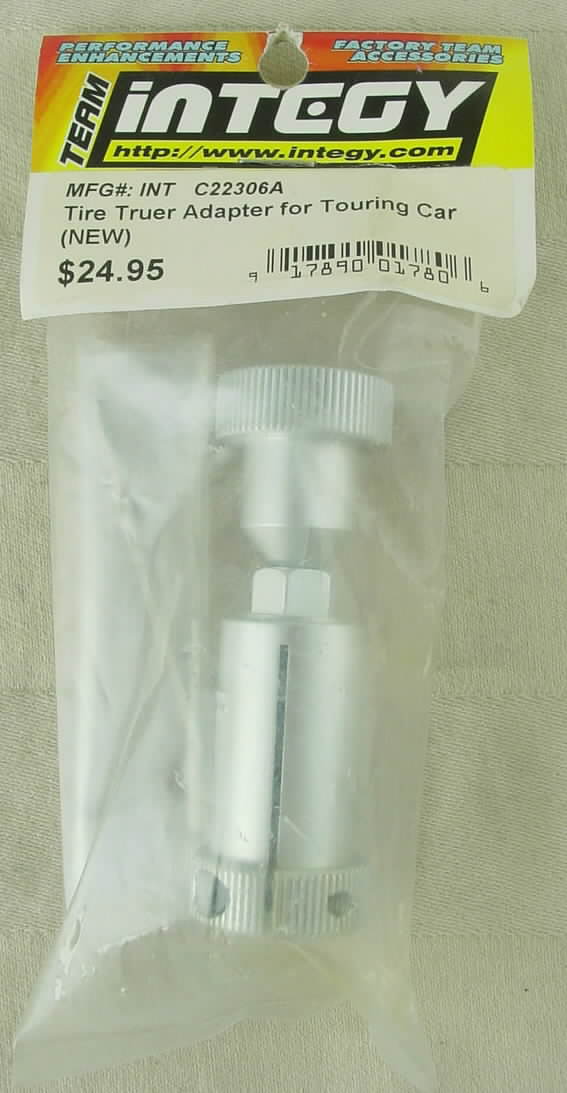 PERFORMANCE ENHANCEMENTS
FACTORY TEAM ACCESSORIES
TEAM
iNTEGY
http://www.integy.com
MFG#: INT C22306A
Tire Truer Adapter for Touring Car
(NEW)
$24.95
9 17890 01780 6